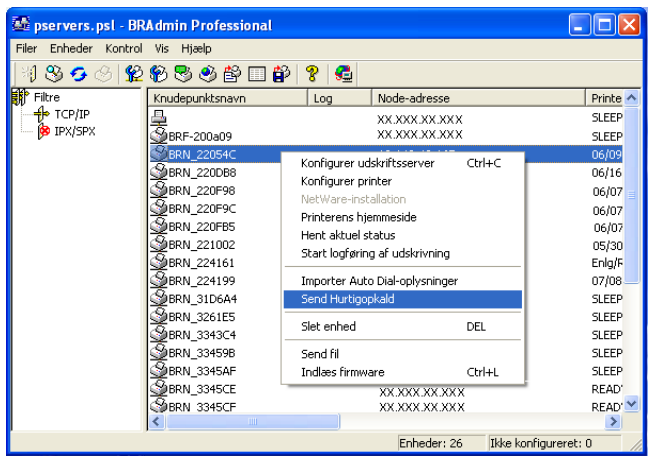 pservers.psl - BRAdmin Professional
Filer Enheder Kontrol Vis Hjælp
Filtre
TCP/IP
IPX/SPX
Knudepunktsnavn Log Node-adresse Printe
XX.XXX.XX.XXX SLEEP
BRF-200a09 XX.XXX.XX.XXX SLEEP
BRN_22054C 06/09
BRN_220DB8 06/16
BRN_220F98 06/07
BRN_220F9C 06/07
BRN_220FB5 06/07
BRN_221002 05/30
BRN_224161 Enlg/F
BRN_224199 07/08
BRN_31D6A4 SLEEP
BRN_3261E5 SLEEP
BRN_3343C4 SLEEP
BRN_33459B SLEEP
BRN_3345AF SLEEP
BRN_3345CE XX.XXX.XX.XXX READY
BRN_3345CF XX.XXX.XX.XXX READ
Konfigurer udskriftsserver Ctrl+C
Konfigurer printer
NetWare-installation
Printerens hjemmeside
Hent aktuel status
Start logføring af udskrivning
Importer Auto Dial-oplysninger
Send Hurtigopkald
Slet enhed DEL
Send fil
Indlæs firmware Ctrl+L
Enheder: 26 Ikke konfigureret: 0